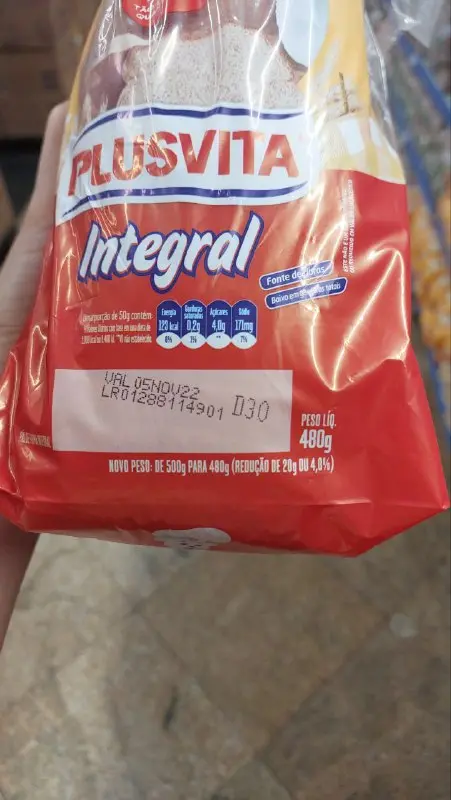 PLUSVITA
Integral
Fonte de fibras
Baixo em gorduras totais
porção de 50g contém:
Energia
123 kcal
6%
Gorduras saturadas
0,2g
1%
Açúcares
4,0g
**
Sódio
171mg
7%
VAL 05NOV22
LR01288114901 D30
PESO LÍQ.
480g
NOVO PESO: DE 500g PARA 480g (REDUÇÃO DE 20g OU 4,0%)